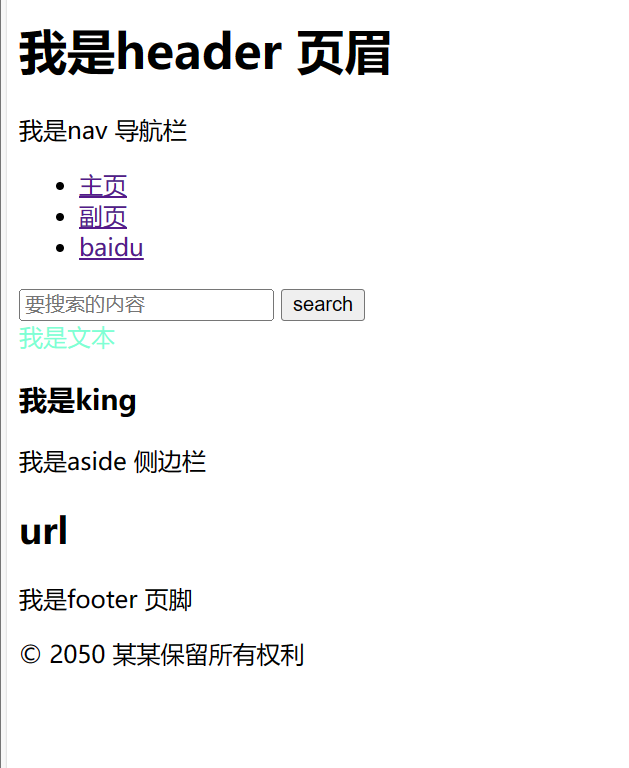 我是header 页眉
我是nav 导航栏
主页
副页
baidu
要搜索的内容 search
我是文本
我是king
我是aside 侧边栏
url
我是footer 页脚
© 2050 某某保留所有权利